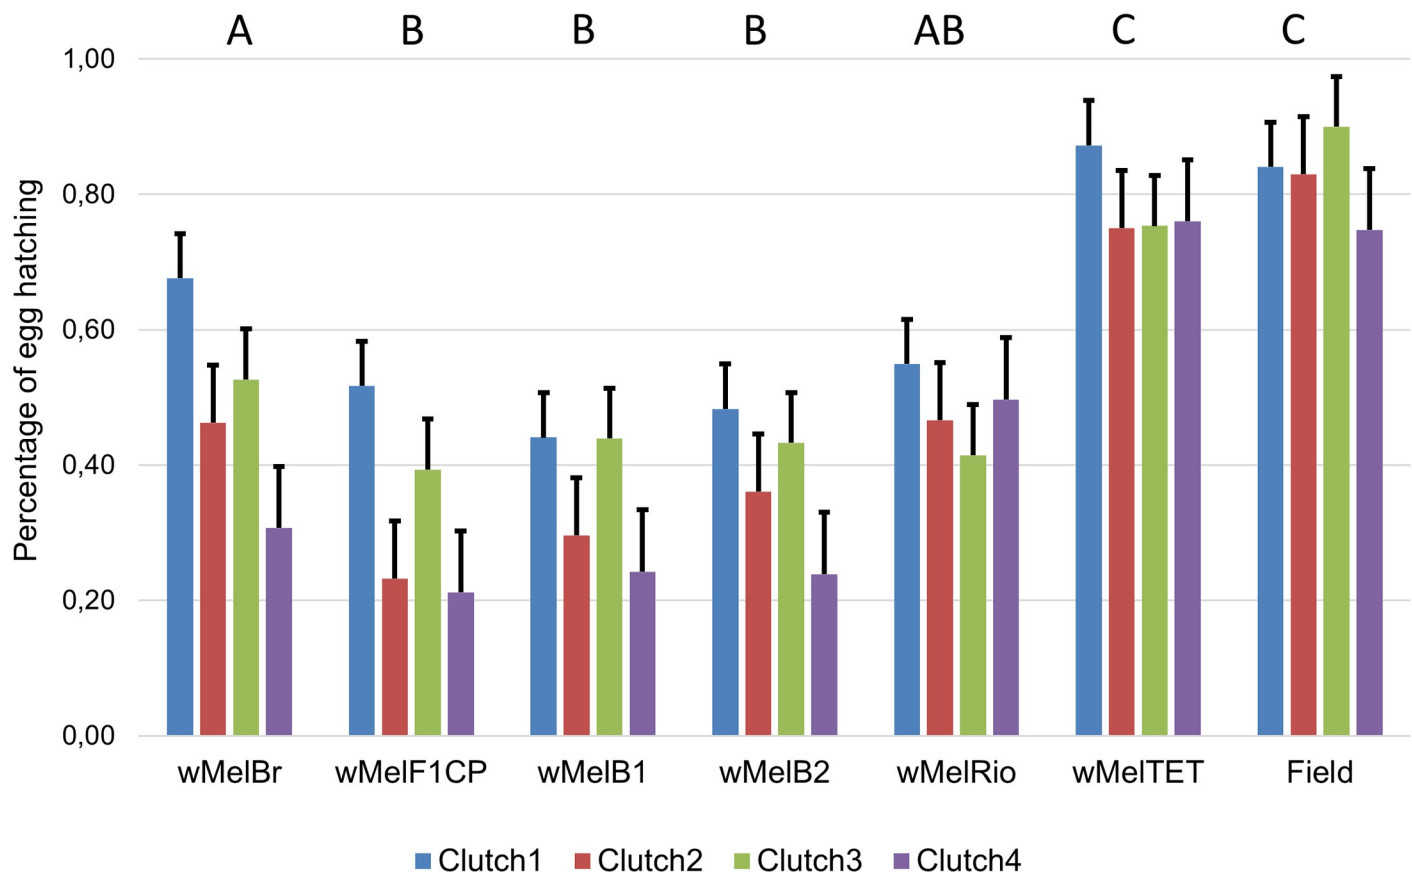 A B B B AB C C
1,00
0,80
0,60
0,40
0,20
0,00
Percentage of egg hatching
wMelBr wMelF1CP wMelB1 wMelB2 wMelRio wMelTET Field
Clutch1 Clutch2 Clutch3 Clutch4